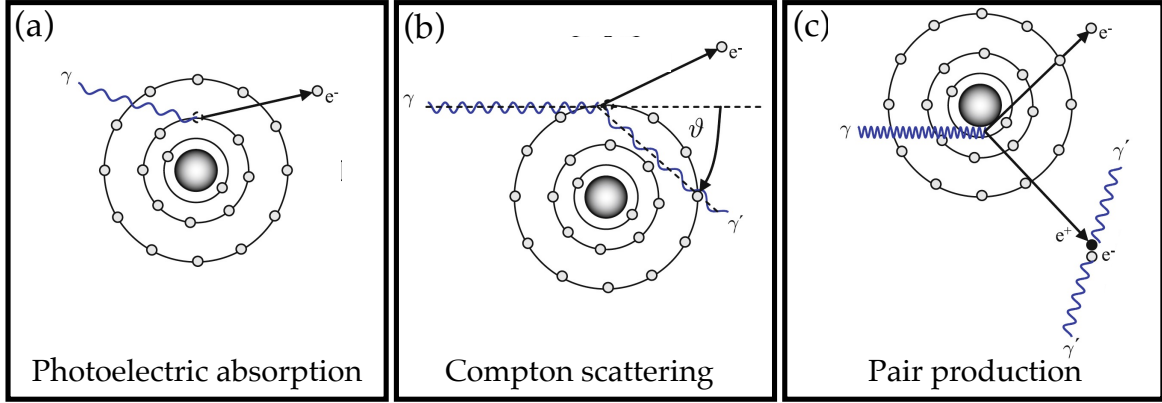 (a)
γ
e-
Photoelectric absorption
(b)
γ
e-
ϑ
γ´
Compton scattering
(c)
e-
γ
γ´
e+
e-
γ´
Pair production